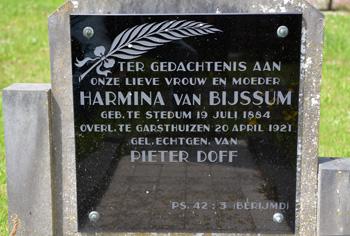 TER GEDACHTENIS AAN
ONZE LIEVE VROUW EN MOEDER
HARMINA VAN BIJSSUM
GEB. TE STEDUM 19 JULI 1884
OVERL. TE GARSTHUIZEN 20 APRIL 1921
GEL. ECHTGEN. VAN
PIETER DOFF
PS. 42 : 3 (BERIJMD)